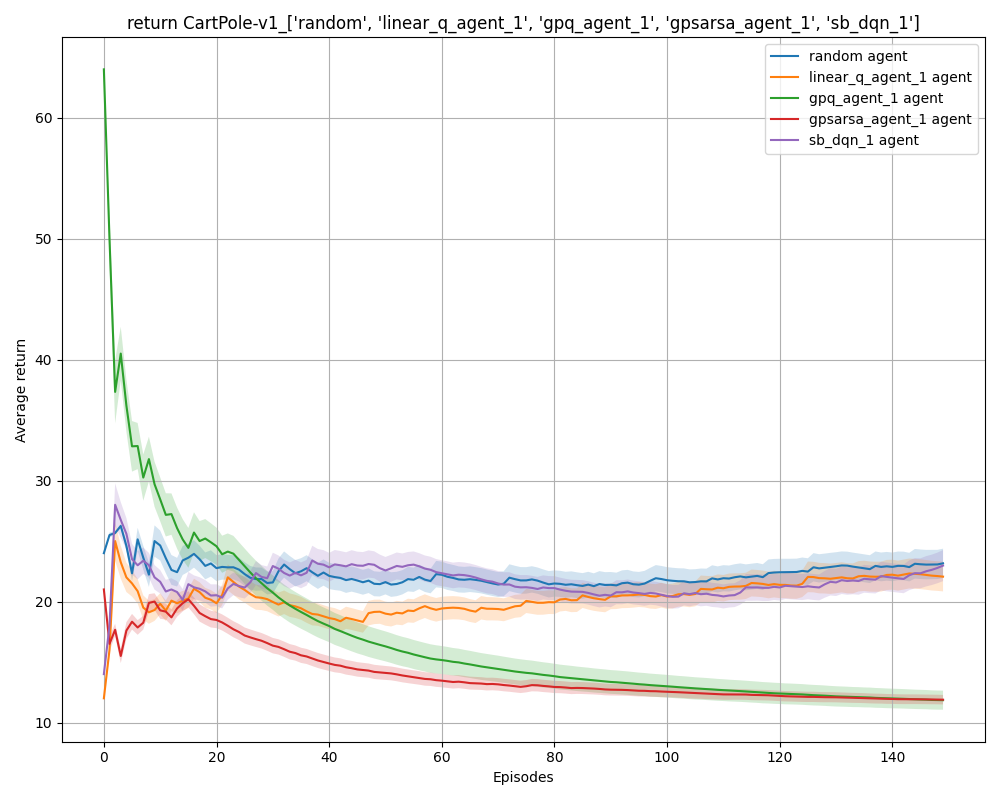 return CartPole-v1_['random', 'linear_q_agent_1', 'gpq_agent_1', 'gpsarsa_agent_1', 'sb_dqn_1']
random agent
linear_q_agent_1 agent
gpq_agent_1 agent
gpsarsa_agent_1 agent
sb_dqn_1 agent
60
50
40
30
20
10
Average return
0 20 40 60 80 100 120 140
Episodes